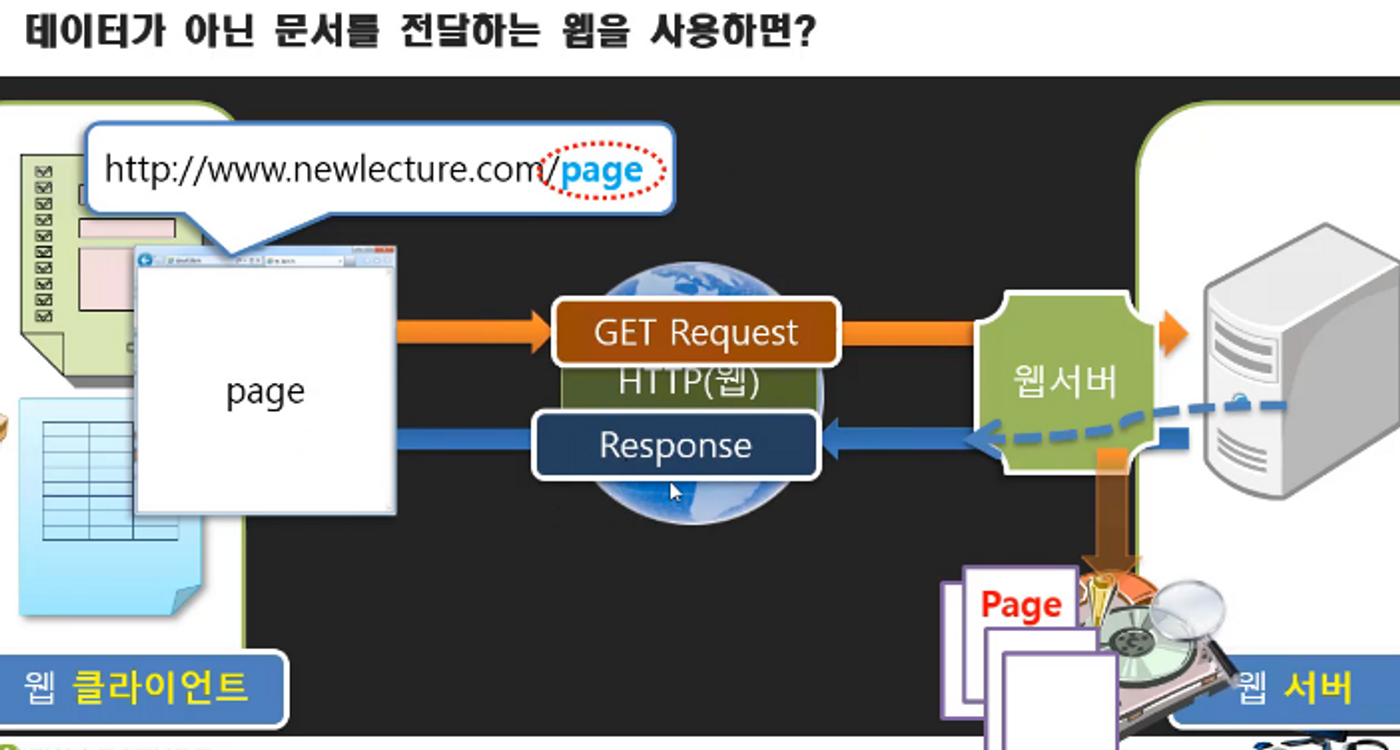 데이터가 아닌 문서를 전달하는 웹을 사용하면?
http://www.newlecture.com/page
page
GET Request
HTTP(웹)
Response
웹서버
Page
웹 클라이언트
웹 서버